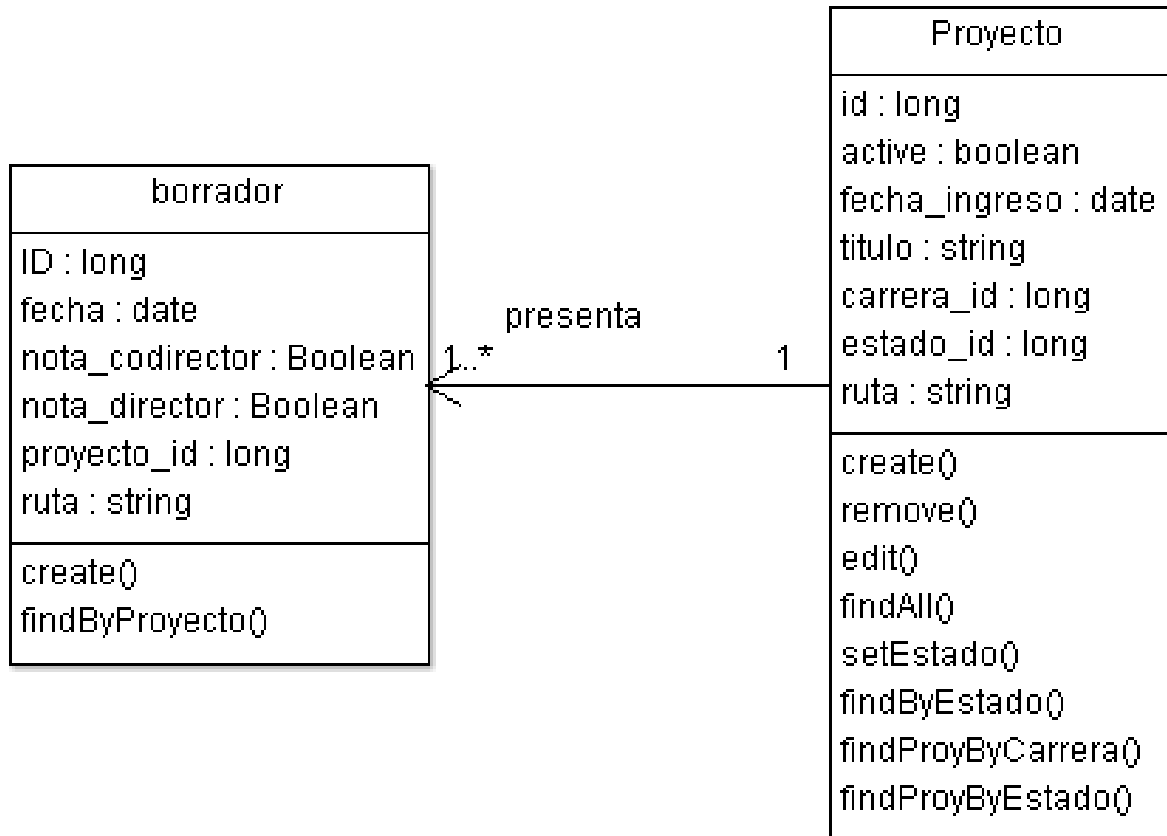 borrador
ID : long
fecha : date
nota_codirector : Boolean
nota_director : Boolean
proyecto_id : long
ruta : string
create()
findByProyecto()
presenta
1..*
1
Proyecto
id : long
active : boolean
fecha_ingreso : date
titulo : string
carrera_id : long
estado_id : long
ruta : string
create()
remove()
edit()
findAll()
setEstado()
findByEstado()
findProyByCarrera()
findProyByEstado()